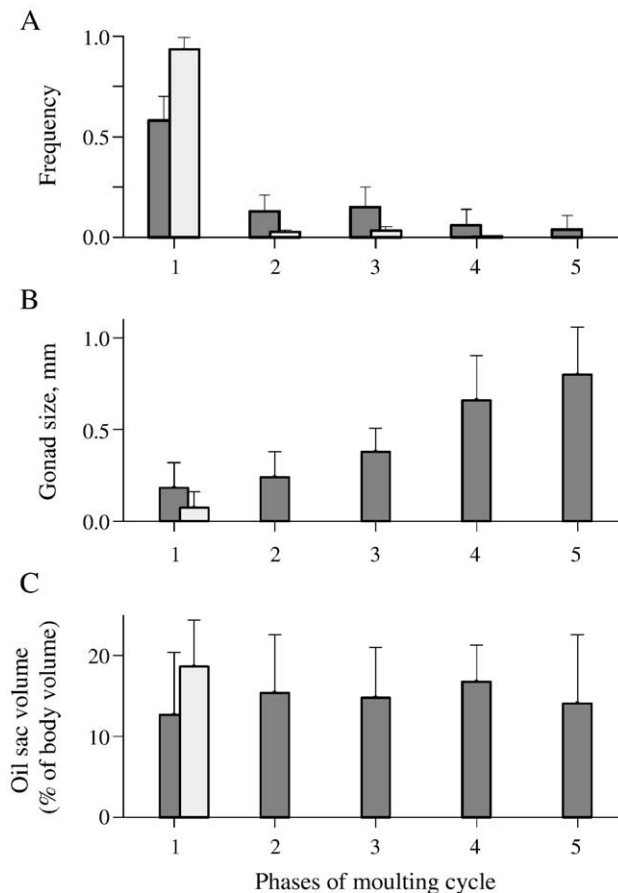 A
1.0
0.5
0.0
Frequency
1 2 3 4 5
B
1.0
0.5
0.0
Gonad size, mm
1 2 3 4 5
C
20
10
0
Oil sac volume
(% of body volume)
1 2 3 4 5
Phases of moulting cycle